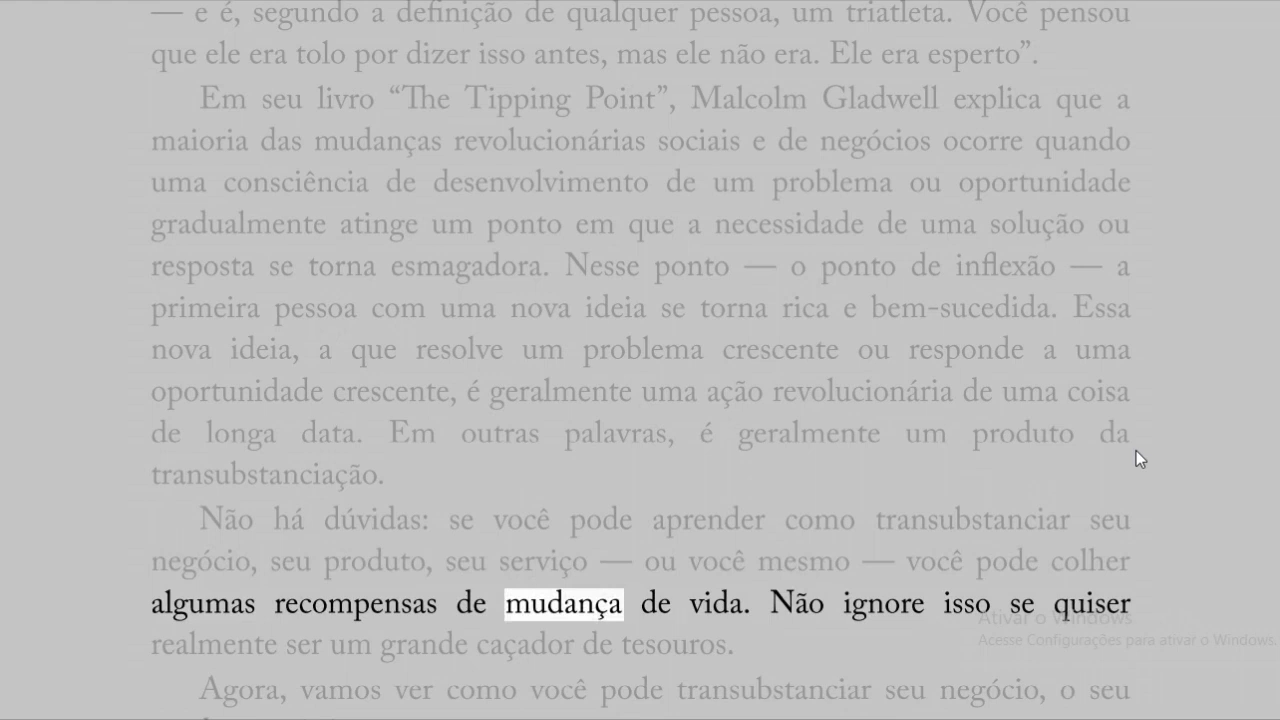 — e é, segundo a definição de qualquer pessoa, um triatleta. Você pensou
que ele era tolo por dizer isso antes, mas ele não era. Ele era esperto”.
Em seu livro “The Tipping Point”, Malcolm Gladwell explica que a
maioria das mudanças revolucionárias sociais e de negócios ocorre quando
uma consciência de desenvolvimento de um problema ou oportunidade
gradualmente atinge um ponto em que a necessidade de uma solução ou
resposta se torna esmagadora. Nesse ponto — o ponto de inflexão — a
primeira pessoa com uma nova ideia se torna rica e bem-sucedida. Essa
nova ideia, a que resolve um problema crescente ou responde a uma
oportunidade crescente, é geralmente uma ação revolucionária de uma coisa
de longa data. Em outras palavras, é geralmente um produto da
transubstanciação.
Não há dúvidas: se você pode aprender como transubstanciar seu
negócio, seu produto, seu serviço — ou você mesmo — você pode colher
algumas recompensas de mudança de vida. Não ignore isso se quiser
Ativar o Windows
Acesse Configurações para ativar o Windows.
realmente ser um grande caçador de tesouros.
Agora, vamos ver como você pode transubstanciar seu negócio, o seu